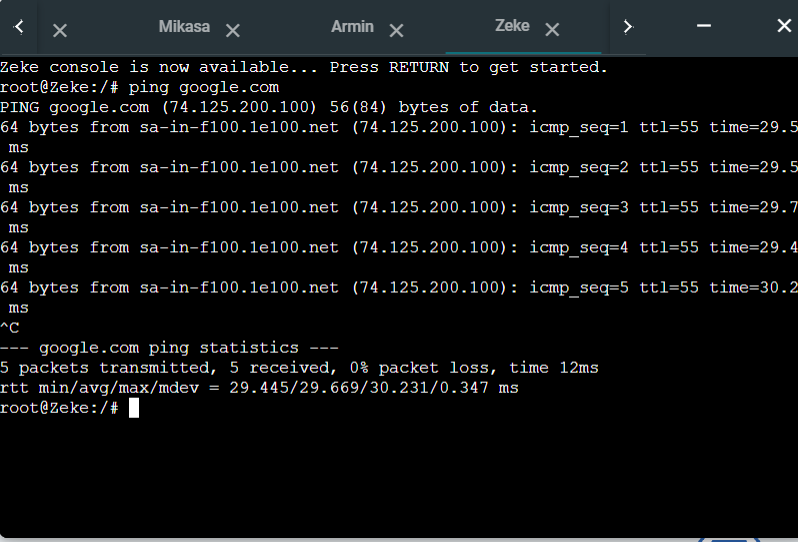 Mikasa Armin Zeke
Zeke console is now available... Press RETURN to get started.
root@Zeke:/# ping google.com
PING google.com (74.125.200.100) 56(84) bytes of data.
64 bytes from sa-in-f100.1e100.net (74.125.200.100): icmp_seq=1 ttl=55 time=29.5
ms
64 bytes from sa-in-f100.1e100.net (74.125.200.100): icmp_seq=2 ttl=55 time=29.5
ms
64 bytes from sa-in-f100.1e100.net (74.125.200.100): icmp_seq=3 ttl=55 time=29.7
ms
64 bytes from sa-in-f100.1e100.net (74.125.200.100): icmp_seq=4 ttl=55 time=29.4
ms
64 bytes from sa-in-f100.1e100.net (74.125.200.100): icmp_seq=5 ttl=55 time=30.2
ms
^C
--- google.com ping statistics ---
5 packets transmitted, 5 received, 0% packet loss, time 12ms
rtt min/avg/max/mdev = 29.445/29.669/30.231/0.347 ms
root@Zeke:/#